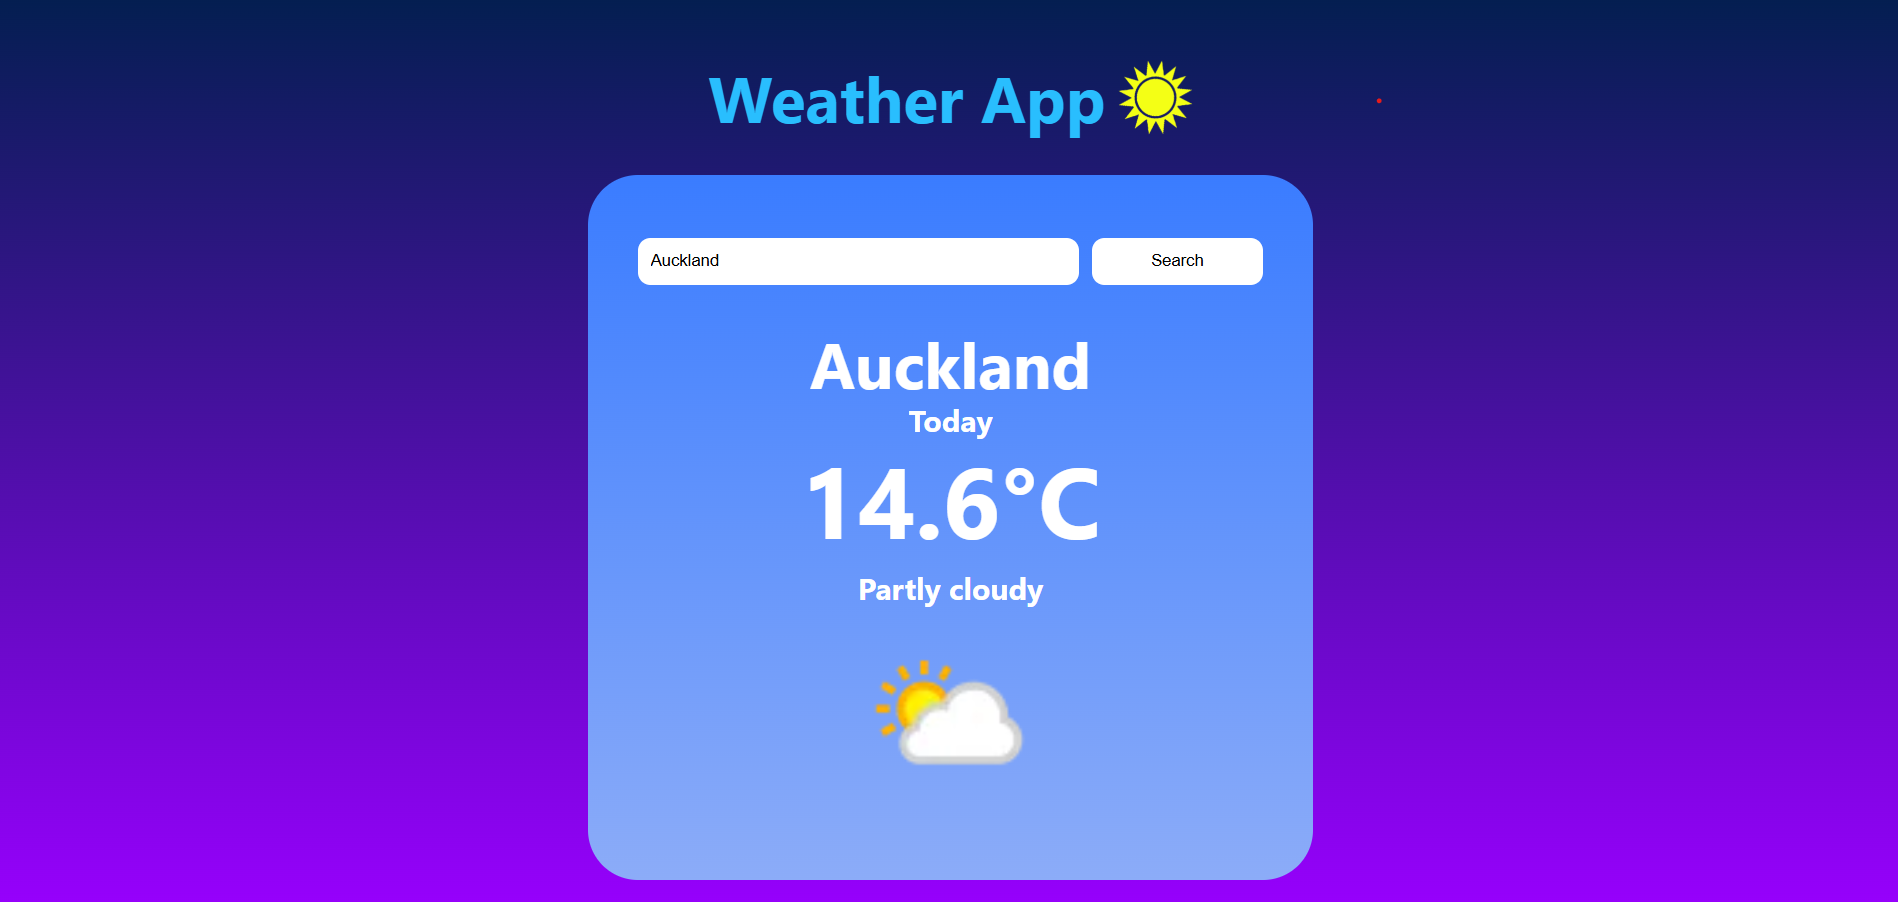 Weather App
Auckland
Search
Auckland
Today
14.6°C
Partly cloudy